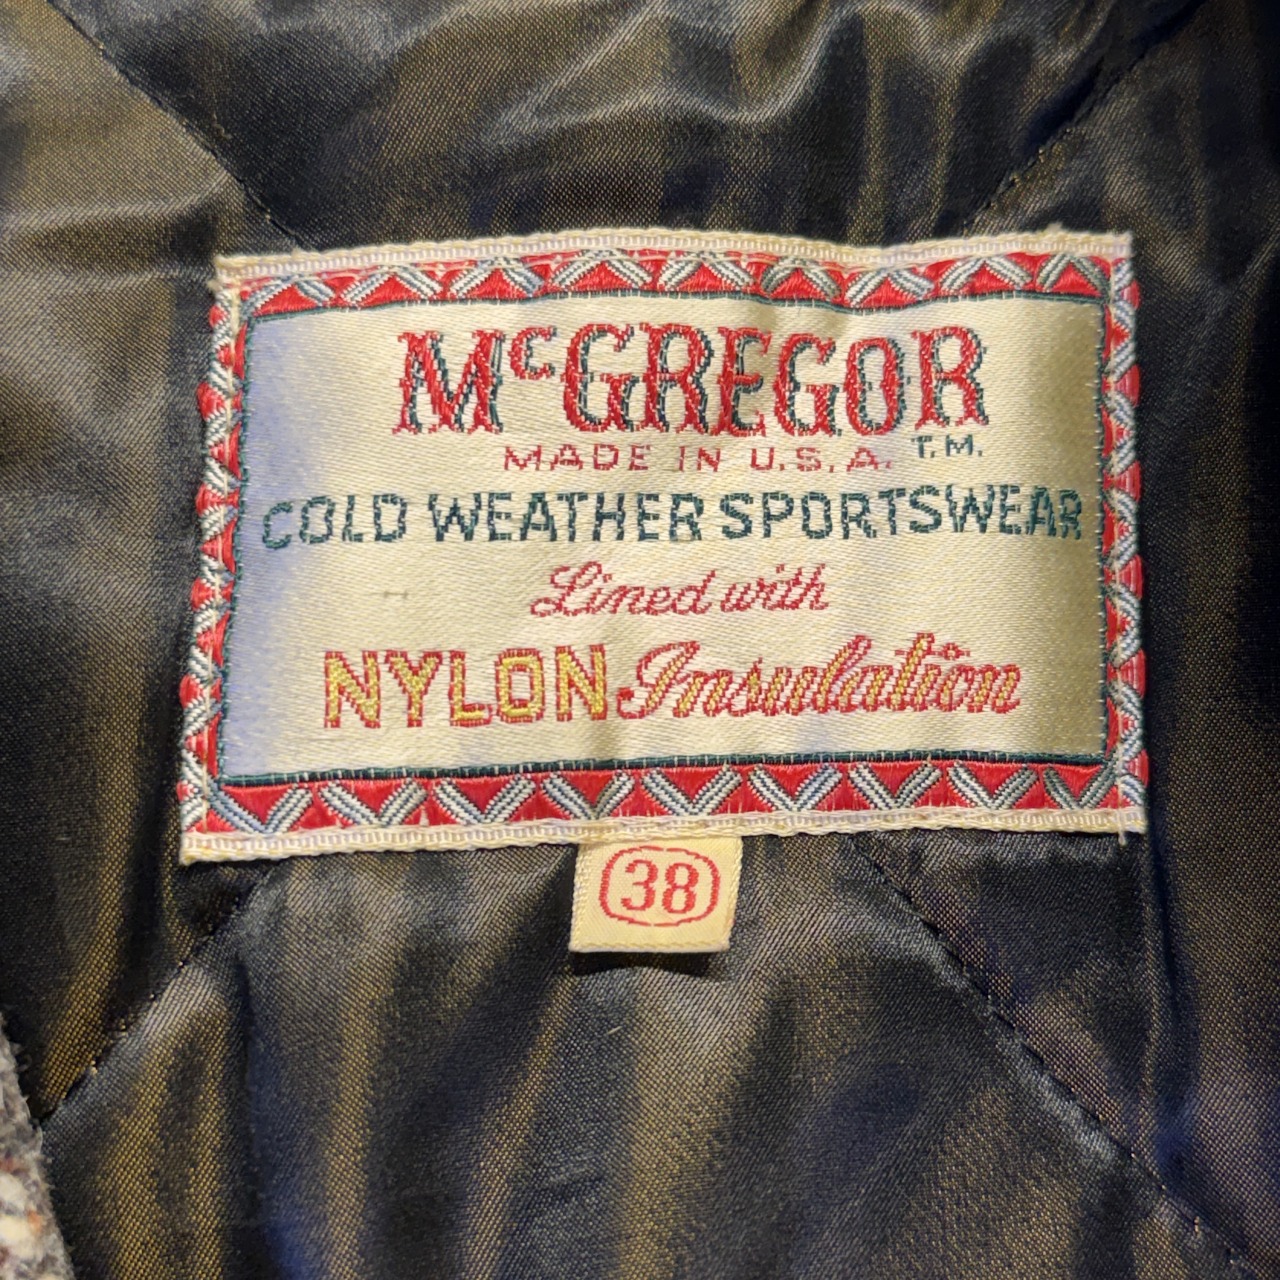 McGREGOR
MADE IN U.S.A. T.M.
COLD WEATHER SPORTSWEAR
Lined with
NYLON Insulation
38